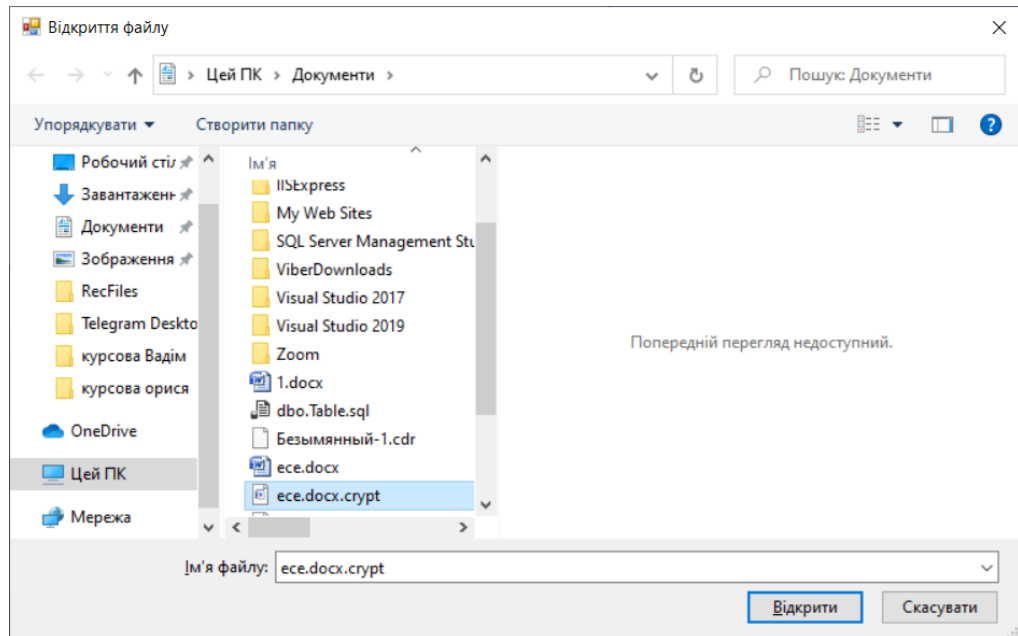 Відкриття файлу
Цей ПК > Документи >
Пошук: Документи
Упорядкувати
Створити папку
Робочий стіл
Завантажень
Документи
Зображення
RecFiles
Telegram Deskto
курсова Вадім
курсова орися
OneDrive
Цей ПК
Мережа
Ім'я
IISExpress
My Web Sites
SQL Server Management Stu
ViberDownloads
Visual Studio 2017
Visual Studio 2019
Zoom
1.docx
dbo.Table.sql
Безымянный-1.cdr
ece.docx
ece.docx.crypt
Попередній перегляд недоступний.
Ім'я файлу: ece.docx.crypt
Відкрити
Скасувати